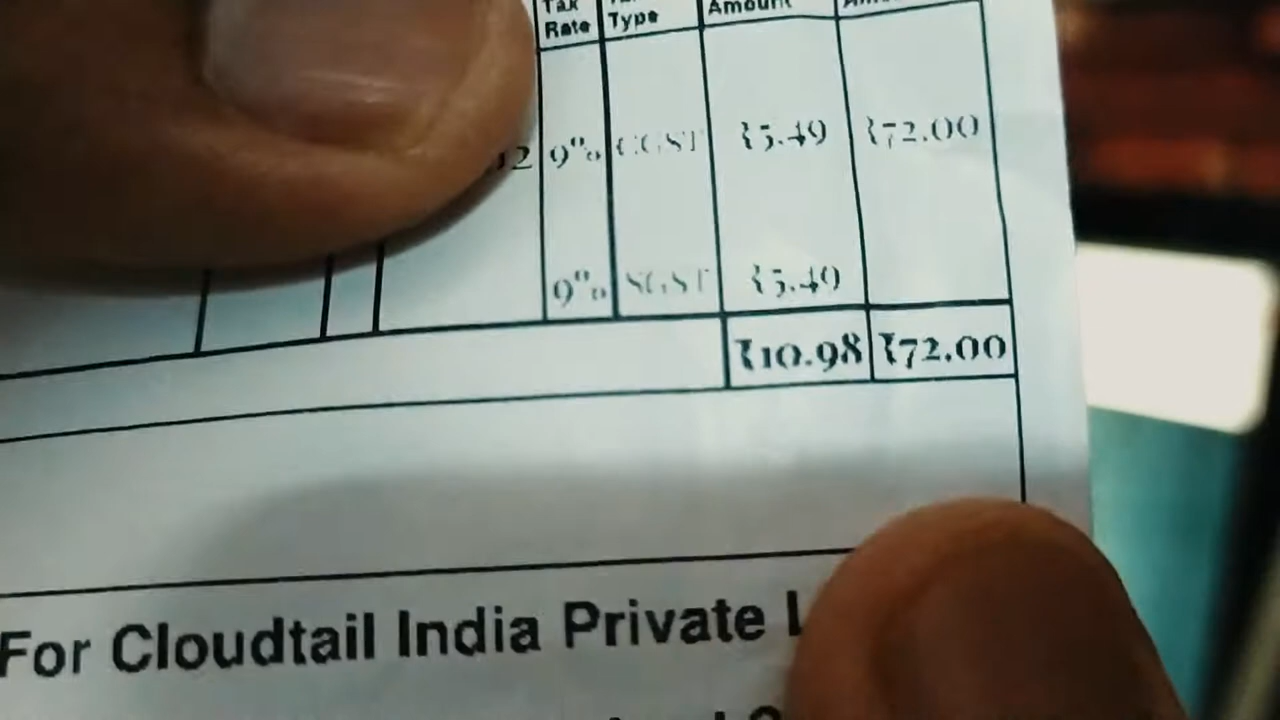 Tax Rate Type Amount
12 9% CGST ₹5.49 ₹72.00
9% SGST ₹5.49
₹10.98 ₹72.00
For Cloudtail India Private